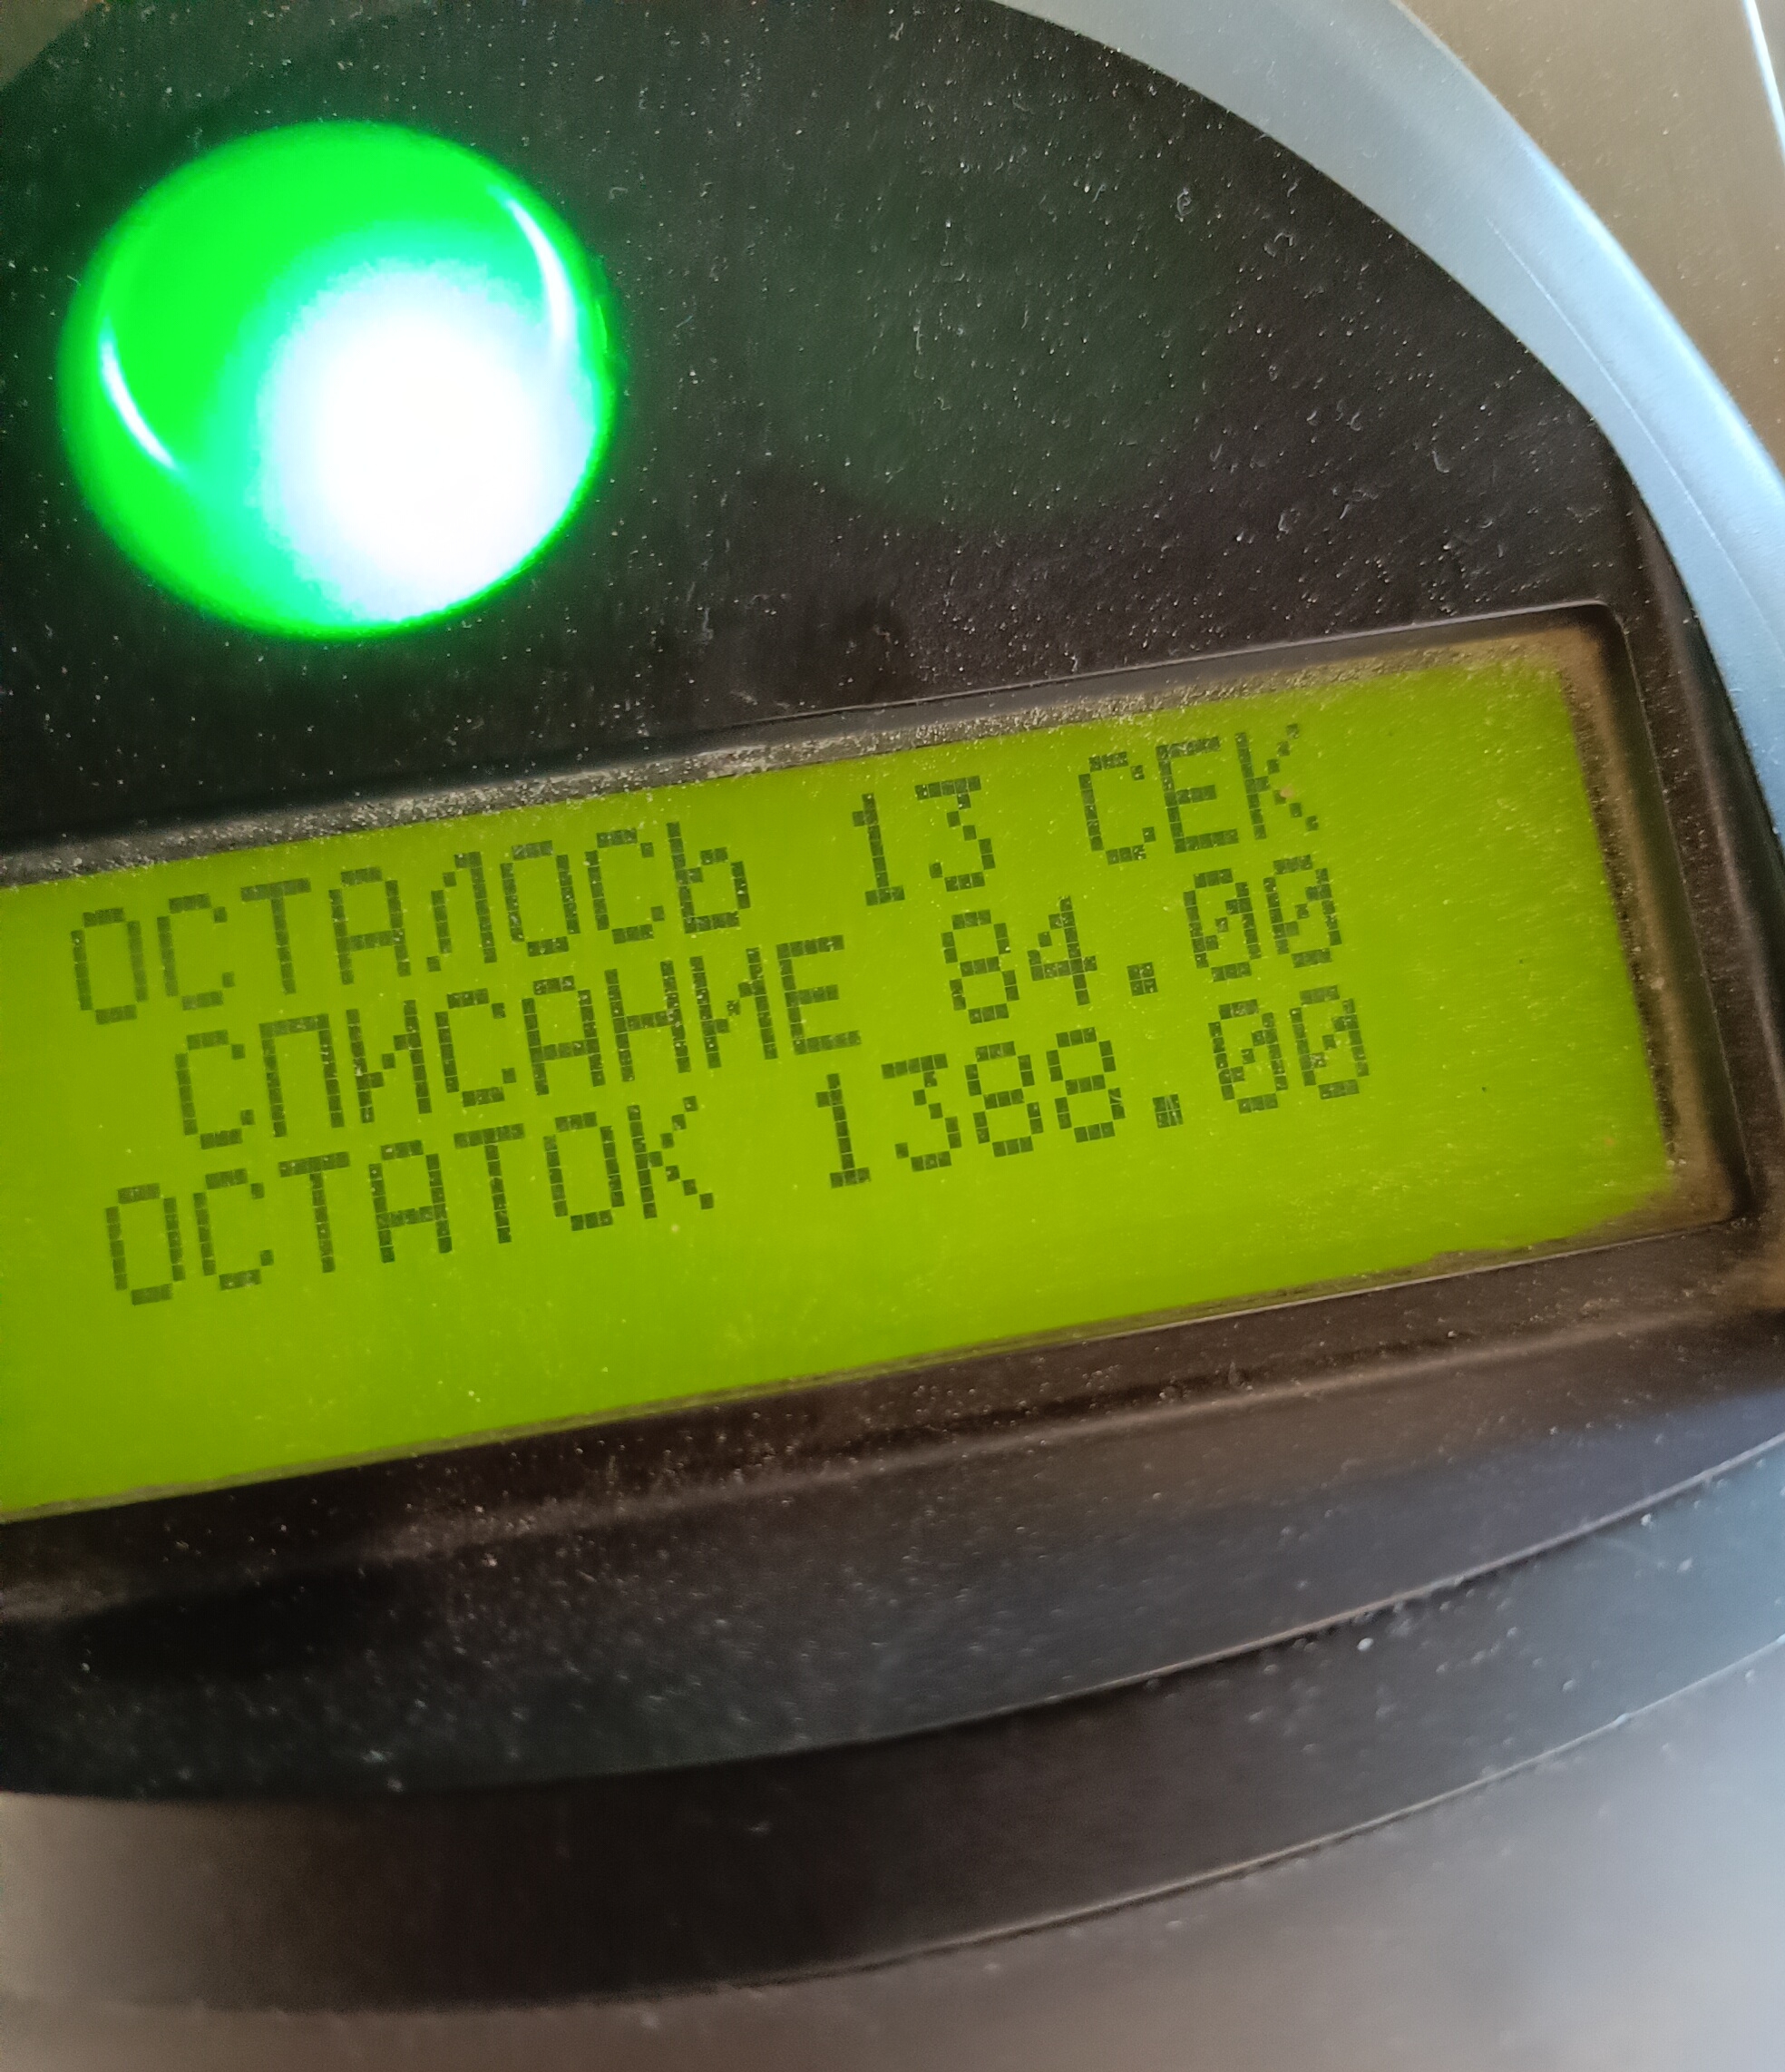 ОСТАЛОСЬ 13 СЕК
СПИСАНИЕ 84.00
ОСТАТОК 1388.00